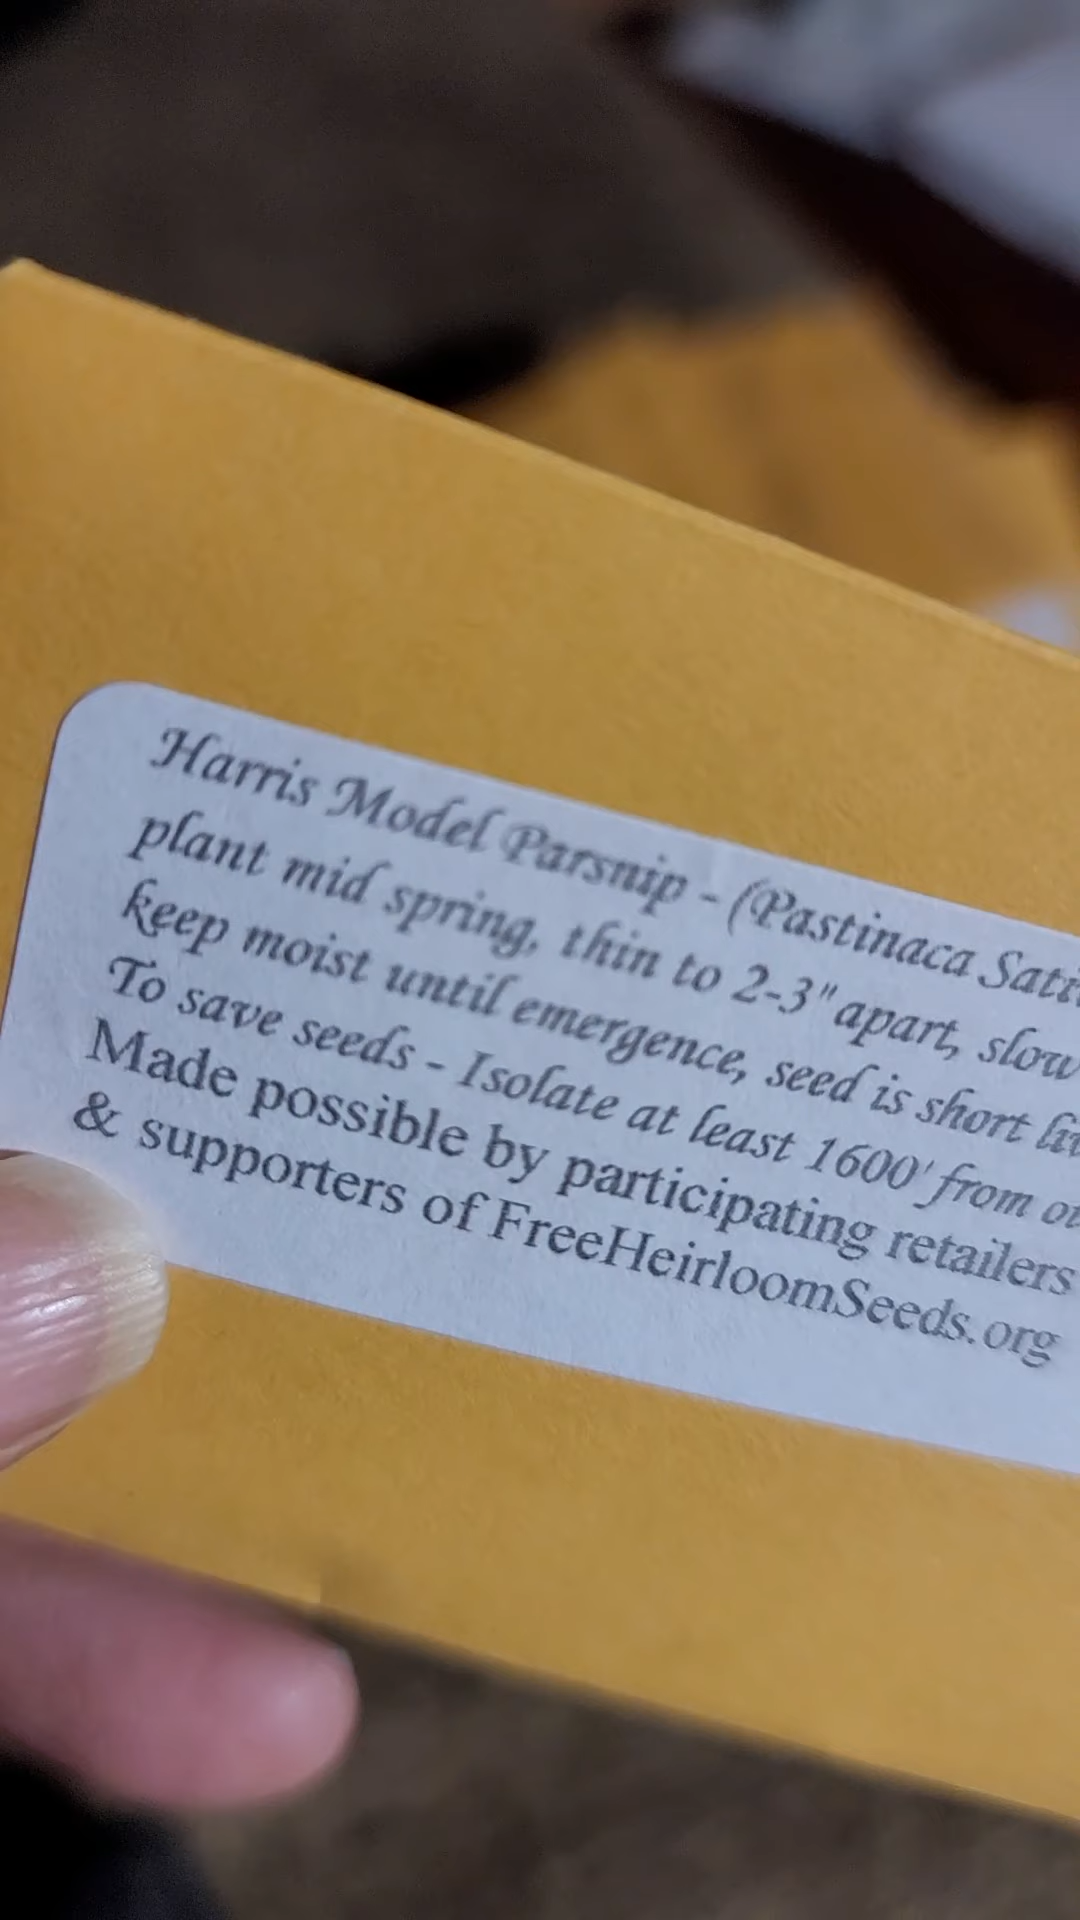 Harris Model Parsnip - (Pastinaca Sati
plant mid spring, thin to 2-3" apart, slow
keep moist until emergence, seed is short li
To save seeds - Isolate at least 1600' from o
Made possible by participating retailers
& supporters of FreeHeirloomSeeds.org